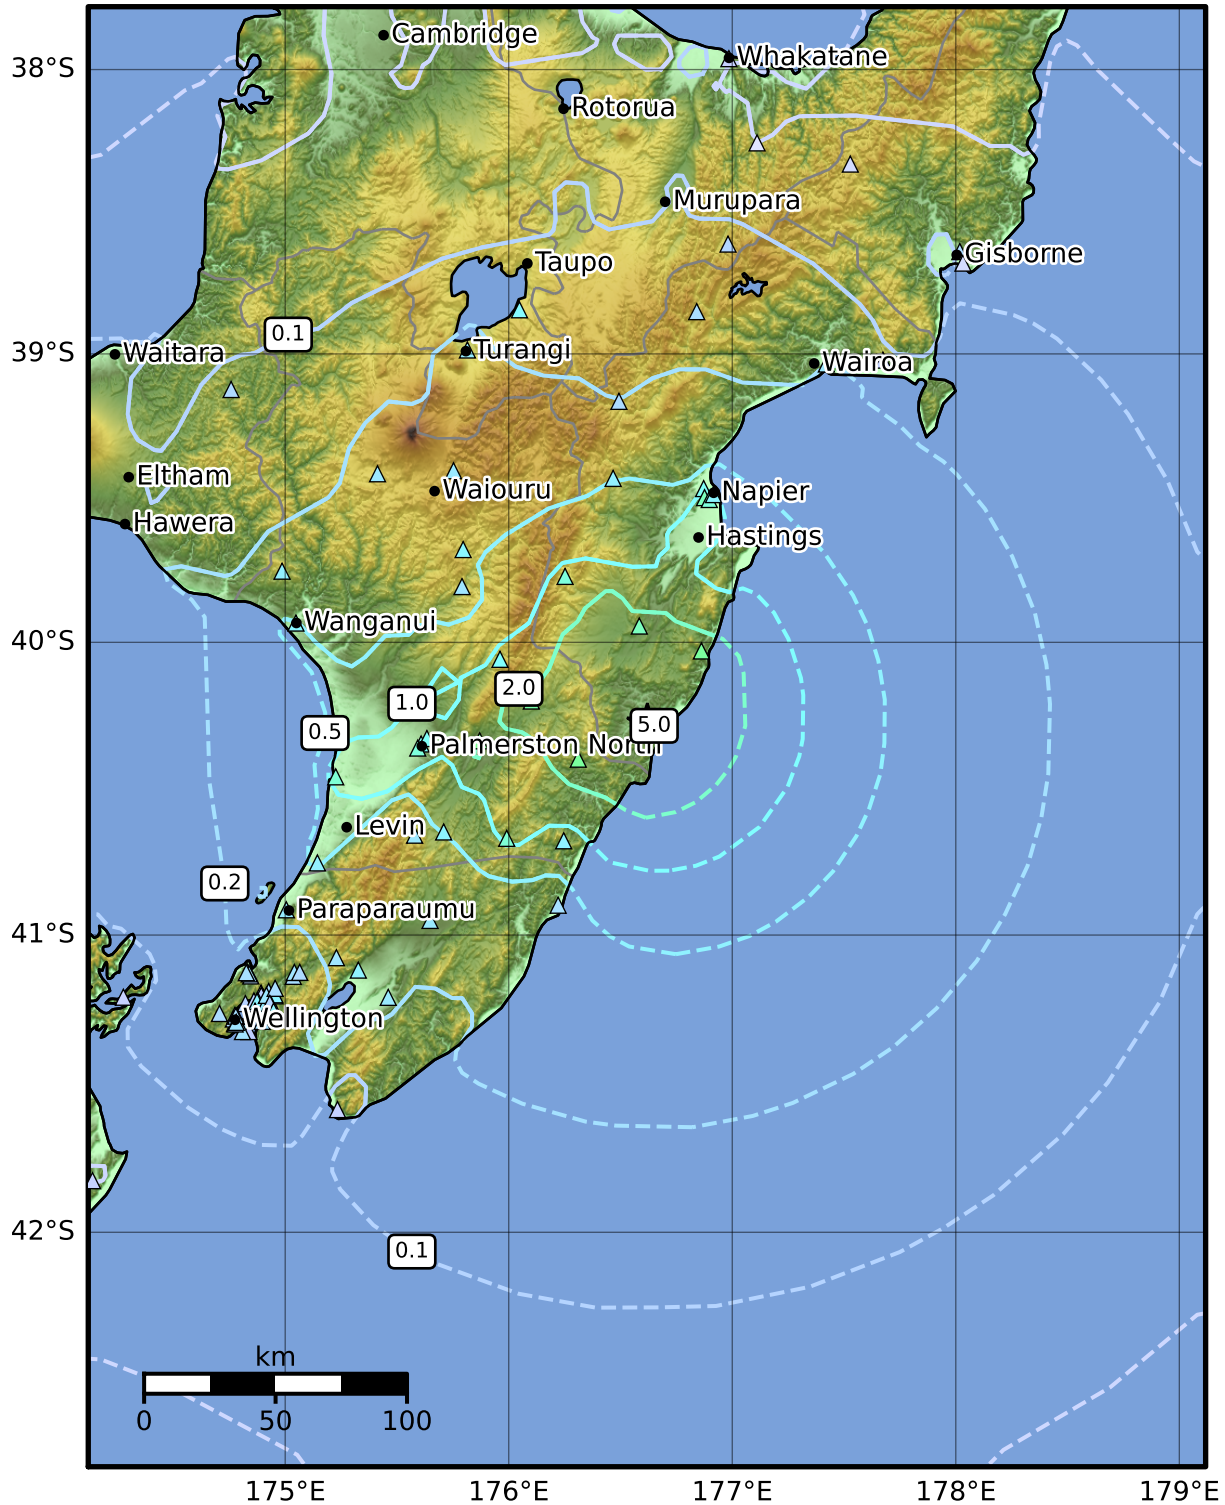 Cambridge
Whakatane
38°S
Rotorua
Murupara
Gisborne
Taupo
0.1
Turangi
39°S
Waitara
Wairoa
Eltham
Waiouru
Napier
Hawera
Hastings
Wanganui
40°S
2.0
1.0
5.0
0.5
Palmerston North
Levin
0.2
Paraparaumu
41°S
Wellington
42°S
0.1
km
0 50 100
175°E 176°E 177°E 178°E 179°E